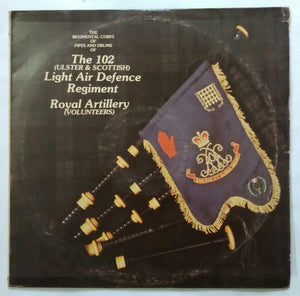 THE
REGIMENTAL CORPS
OF
PIPES AND DRUMS
OF
The 102
(ULSTER & SCOTTISH)
Light Air Defence
Regiment
Royal Artillery
(VOLUNTEERS)